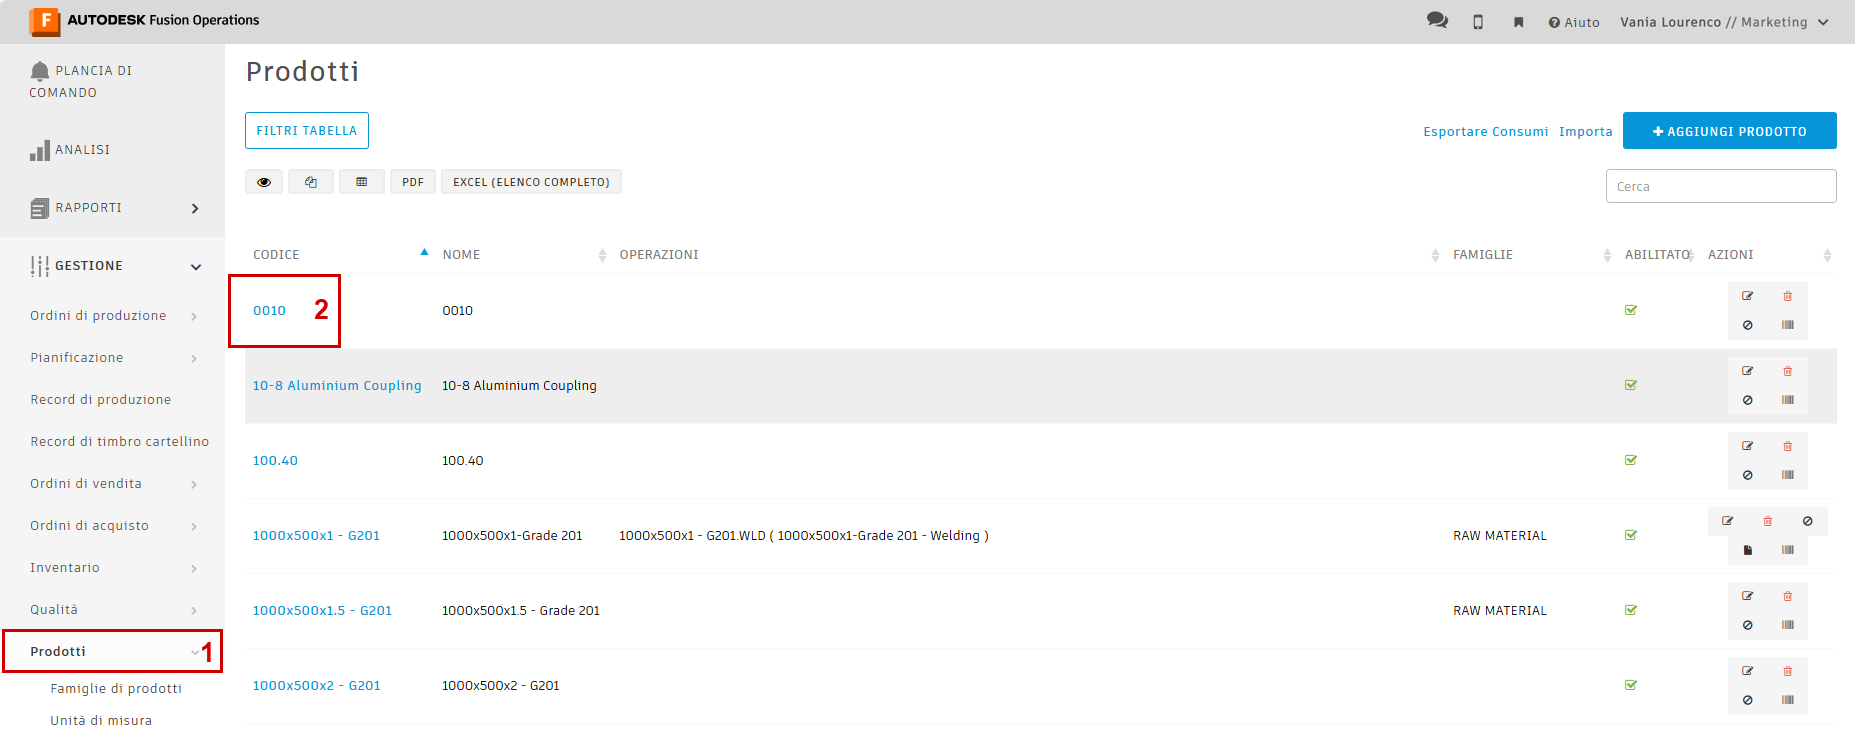 AUTODESK Fusion Operations
Aiuto
Vania Lourenco // Marketing
PLANCIA DI
COMANDO
ANALISI
RAPPORTI
GESTIONE
Ordini di produzione
Pianificazione
Record di produzione
Record di timbro cartellino
Ordini di vendita
Ordini di acquisto
Inventario
Qualità
Prodotti 1
Famiglie di prodotti
Unità di misura
Prodotti
FILTRI TABELLA
Esportare Consumi Importa + AGGIUNGI PRODOTTO
PDF EXCEL (ELENCO COMPLETO)
Cerca
CODICE NOME OPERAZIONI FAMIGLIE ABILITATO AZIONI
0010 2 0010
10-8 Aluminium Coupling 10-8 Aluminium Coupling
100.40 100.40
1000x500x1 - G201 1000x500x1-Grade 201 1000x500x1 - G201.WLD ( 1000x500x1-Grade 201 - Welding ) RAW MATERIAL
1000x500x1.5 - G201 1000x500x1.5 - Grade 201 RAW MATERIAL
1000x500x2 - G201 1000x500x2 - G201